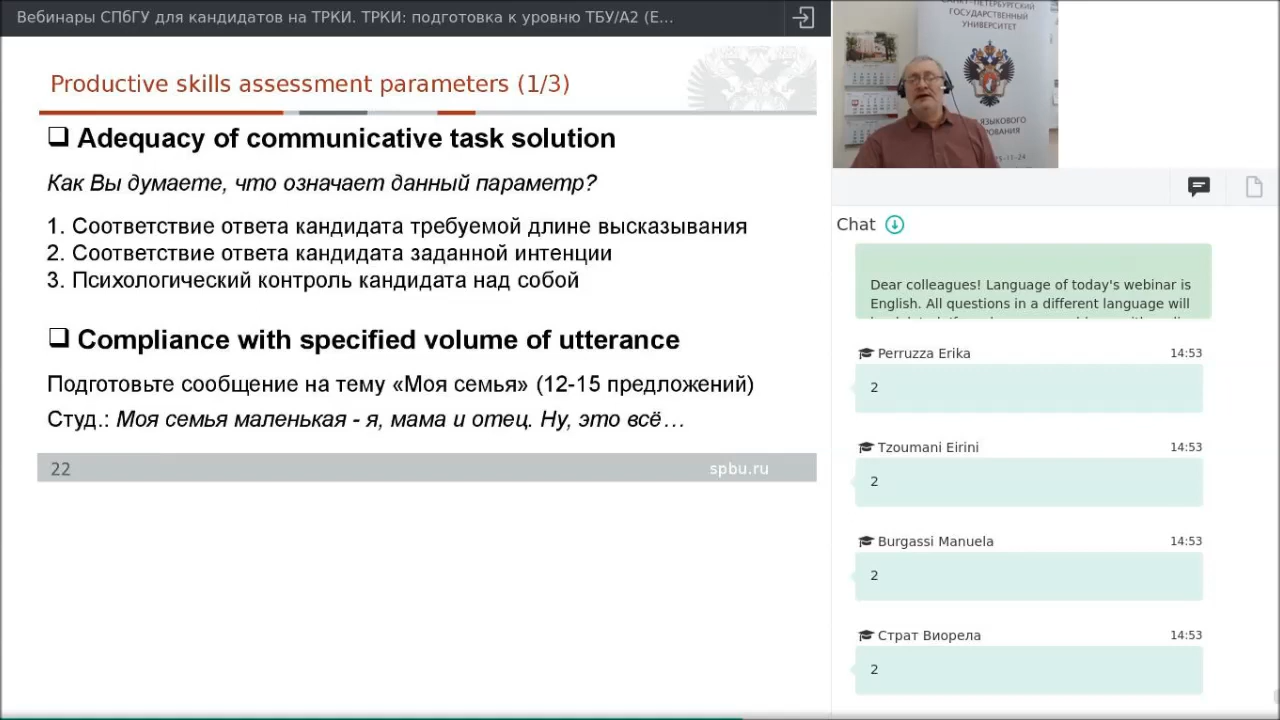 Вебинары СПбГУ для кандидатов на ТРКИ. ТРКИ: подготовка к уровню ТБУ/А2 (Е...
Productive skills assessment parameters (1/3)
Adequacy of communicative task solution
Как Вы думаете, что означает данный параметр?
1. Соответствие ответа кандидата требуемой длине высказывания
2. Соответствие ответа кандидата заданной интенции
3. Психологический контроль кандидата над собой
Compliance with specified volume of utterance
Подготовьте сообщение на тему «Моя семья» (12-15 предложений)
Студ.: Моя семья маленькая - я, мама и отец. Ну, это всё…
22
spbu.ru
ГОСУДАРСТВЕННЫЙ
УНИВЕРСИТЕТ
ЯЗЫКОВОГО
Chat
Dear colleagues! Language of today's webinar is
English. All questions in a different language will
Perruzza Erika 14:53
2
Tzoumani Eirini 14:53
2
Burgassi Manuela 14:53
2
Страт Виорела 14:53
2